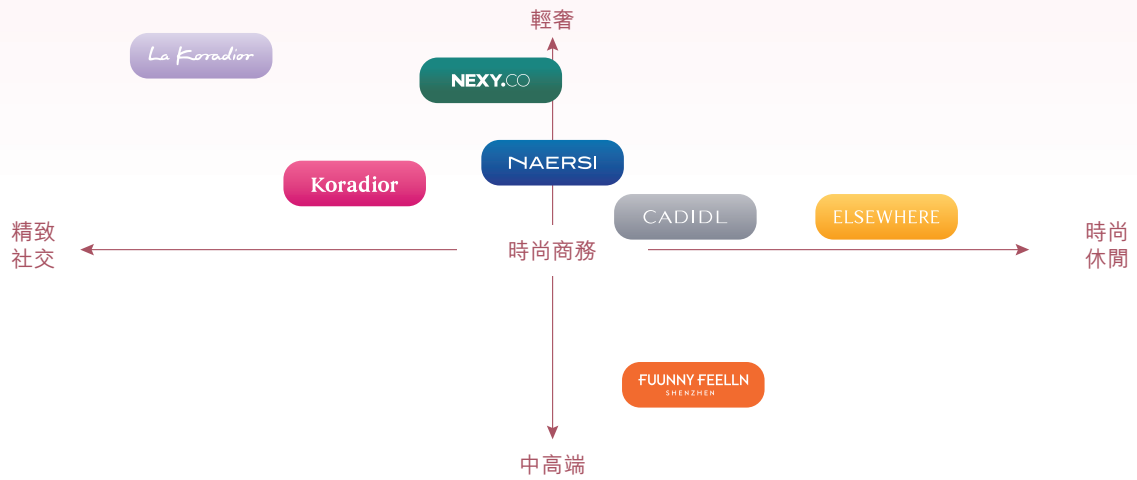 輕奢
La Koradior
NEXY.CO
NAERSI
Koradior
CADIDL
ELSEWHERE
精致
社交
時尚商務
時尚
休閒
FUUNNY FEELLN
SHENZHEN
中高端